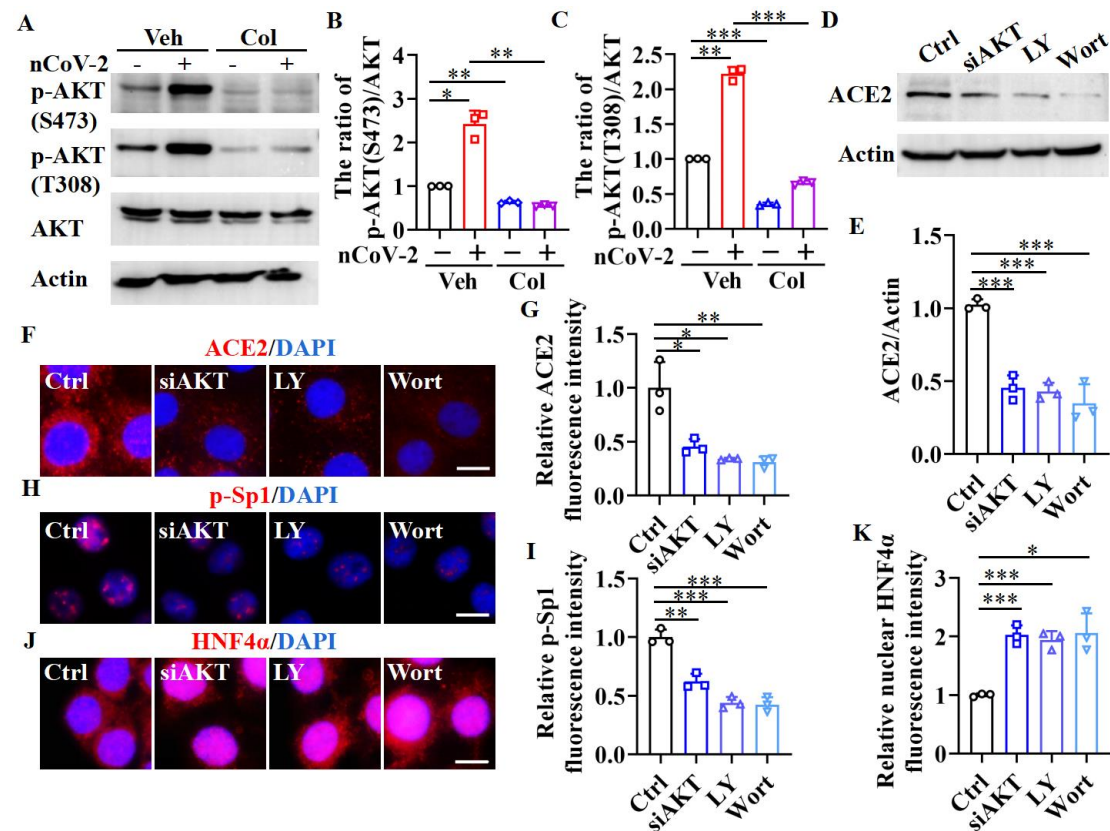 A
Veh Col
nCoV-2 - + - +
p-AKT
(S473)
p-AKT
(T308)
AKT
Actin
B
The ratio of
p-AKT(S473)/AKT
4
3
2
1
0
**
**
*
− + − +
nCoV-2
Veh Col
C
The ratio of
p-AKT(T308)/AKT
2.5
2.0
1.5
1.0
0.5
0.0
***
***
**
− + − +
nCoV-2
Veh Col
D
Ctrl siAKT LY Wort
ACE2
Actin
E
ACE2/Actin
1.5
1.0
0.5
0.0
***
***
***
Ctrl siAKT LY Wort
F
ACE2/DAPI
Ctrl siAKT LY Wort
G
Relative ACE2
fluorescence intensity
1.5
1.0
0.5
0.0
**
*
*
Ctrl siAKT LY Wort
H
p-Sp1/DAPI
Ctrl siAKT LY Wort
I
Relative p-Sp1
fluorescence intensity
1.5
1.0
0.5
0.0
***
***
**
Ctrl siAKT LY Wort
J
HNF4α/DAPI
Ctrl siAKT LY Wort
K
Relative nuclear HNF4α
fluorescence intensity
3
2
1
0
*
***
***
Ctrl siAKT LY Wort